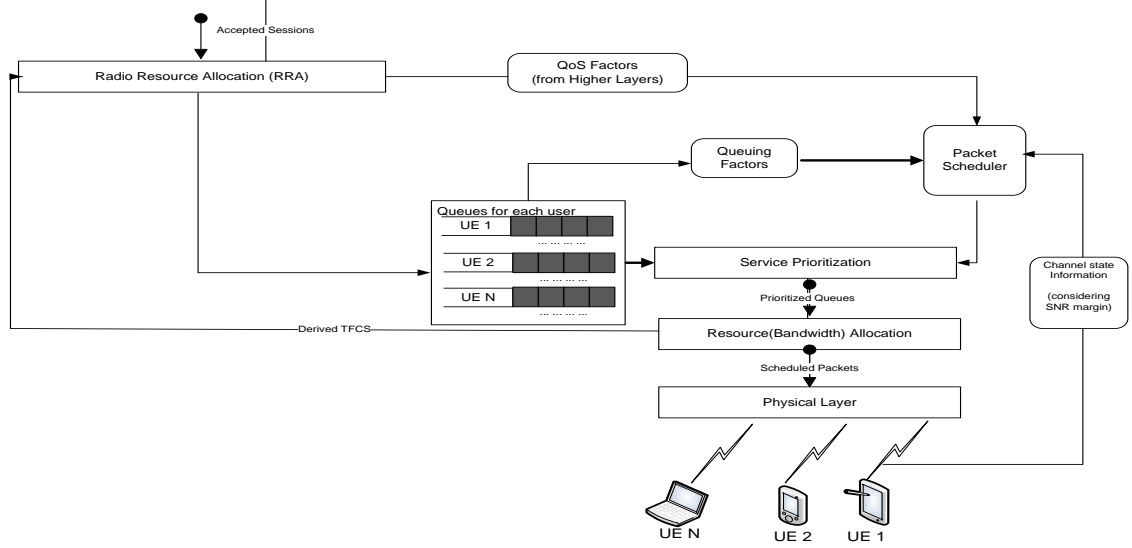 Accepted Sessions
Radio Resource Allocation (RRA)
QoS Factors
(from Higher Layers)
Queuing
Factors
Packet
Scheduler
Queues for each user
UE 1
... ... ... ...
UE 2
... ... ... ...
UE N
... ... ... ...
Service Prioritization
Channel state
Information
(considering
SNR margin)
Prioritized Queues
Derived TFCS
Resource(Bandwidth) Allocation
Scheduled Packets
Physical Layer
UE N
UE 2
UE 1